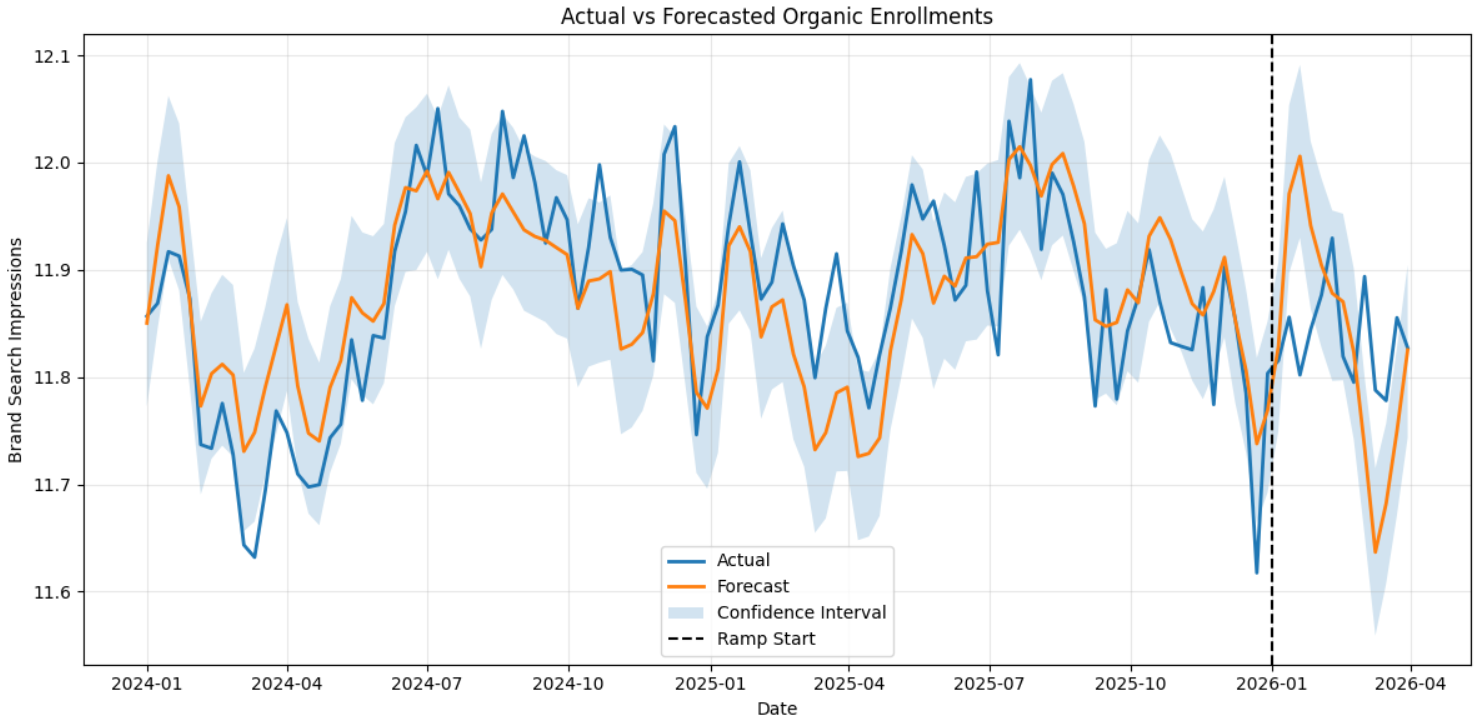 Actual vs Forecasted Organic Enrollments
Brand Search Impressions
12.1
12.0
11.9
11.8
11.7
11.6
Actual
Forecast
Confidence Interval
Ramp Start
2024-01
2024-04
2024-07
2024-10
2025-01
2025-04
2025-07
2025-10
2026-01
2026-04
Date